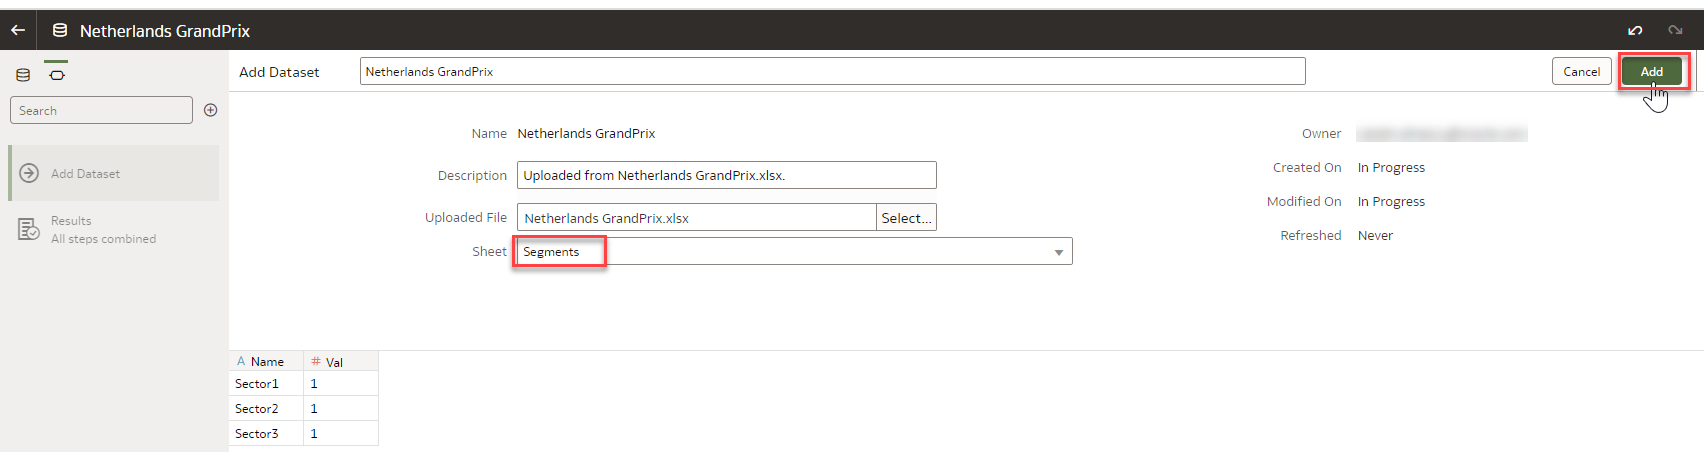 Netherlands GrandPrix
Add Dataset
Netherlands GrandPrix
Cancel
Add
Search
Add Dataset
Results
All steps combined
Name
Netherlands GrandPrix
Description
Uploaded from Netherlands GrandPrix.xlsx.
Uploaded File
Netherlands GrandPrix.xlsx
Select...
Sheet
Segments
Owner
Created On
In Progress
Modified On
In Progress
Refreshed
Never
A Name # Val
Sector1 1
Sector2 1
Sector3 1